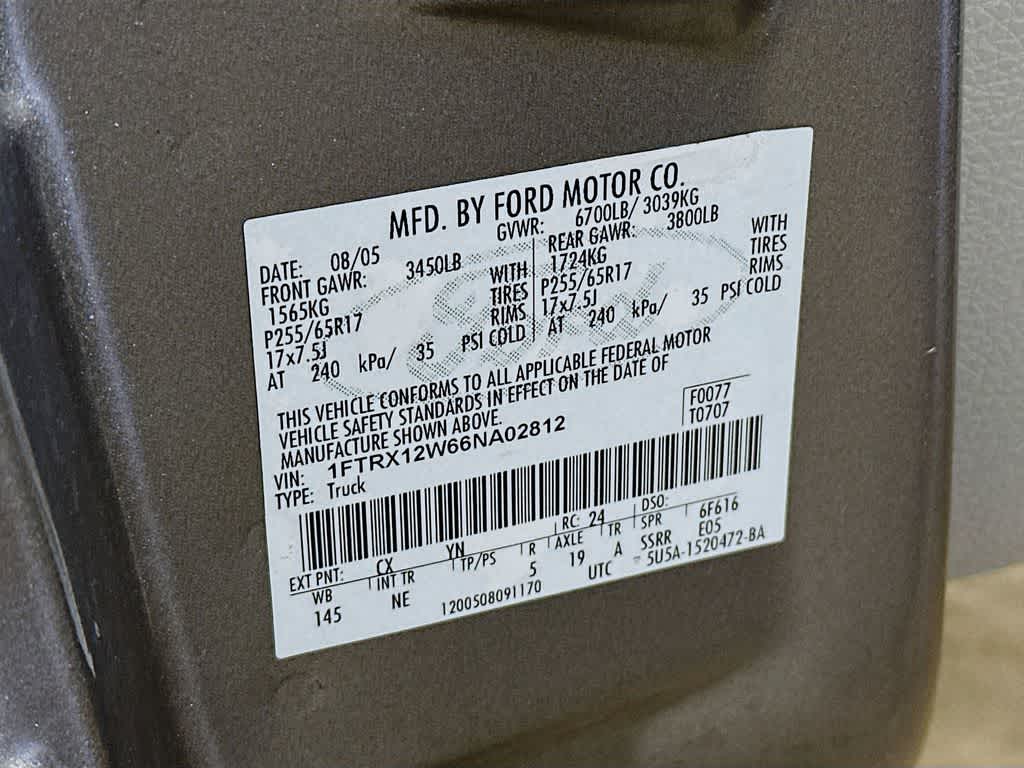 MFD. BY FORD MOTOR CO.
DATE: 08/05 GVWR: 6700LB/ 3039KG
FRONT GAWR: 3450LB REAR GAWR: 3800LB
1565KG WITH 1724KG WITH
P255/65R17 TIRES P255/65R17 TIRES
17x7.5J RIMS 17x7.5J RIMS
AT 240 kPa/ 35 PSI COLD AT 240 kPa/ 35 PSI COLD
THIS VEHICLE CONFORMS TO ALL APPLICABLE FEDERAL MOTOR
VEHICLE SAFETY STANDARDS IN EFFECT ON THE DATE OF
MANUFACTURE SHOWN ABOVE. F0077
VIN: 1FTRX12W66NA02812 T0707
TYPE: Truck
EXT PNT: CX YN RC: 24 DSO: 6F616
WB INT TR TP/PS R AXLE TR SPR E05
145 NE 5 19 A SSRR
1200508091170 UTC 5U5A-1520472-BA
Ford